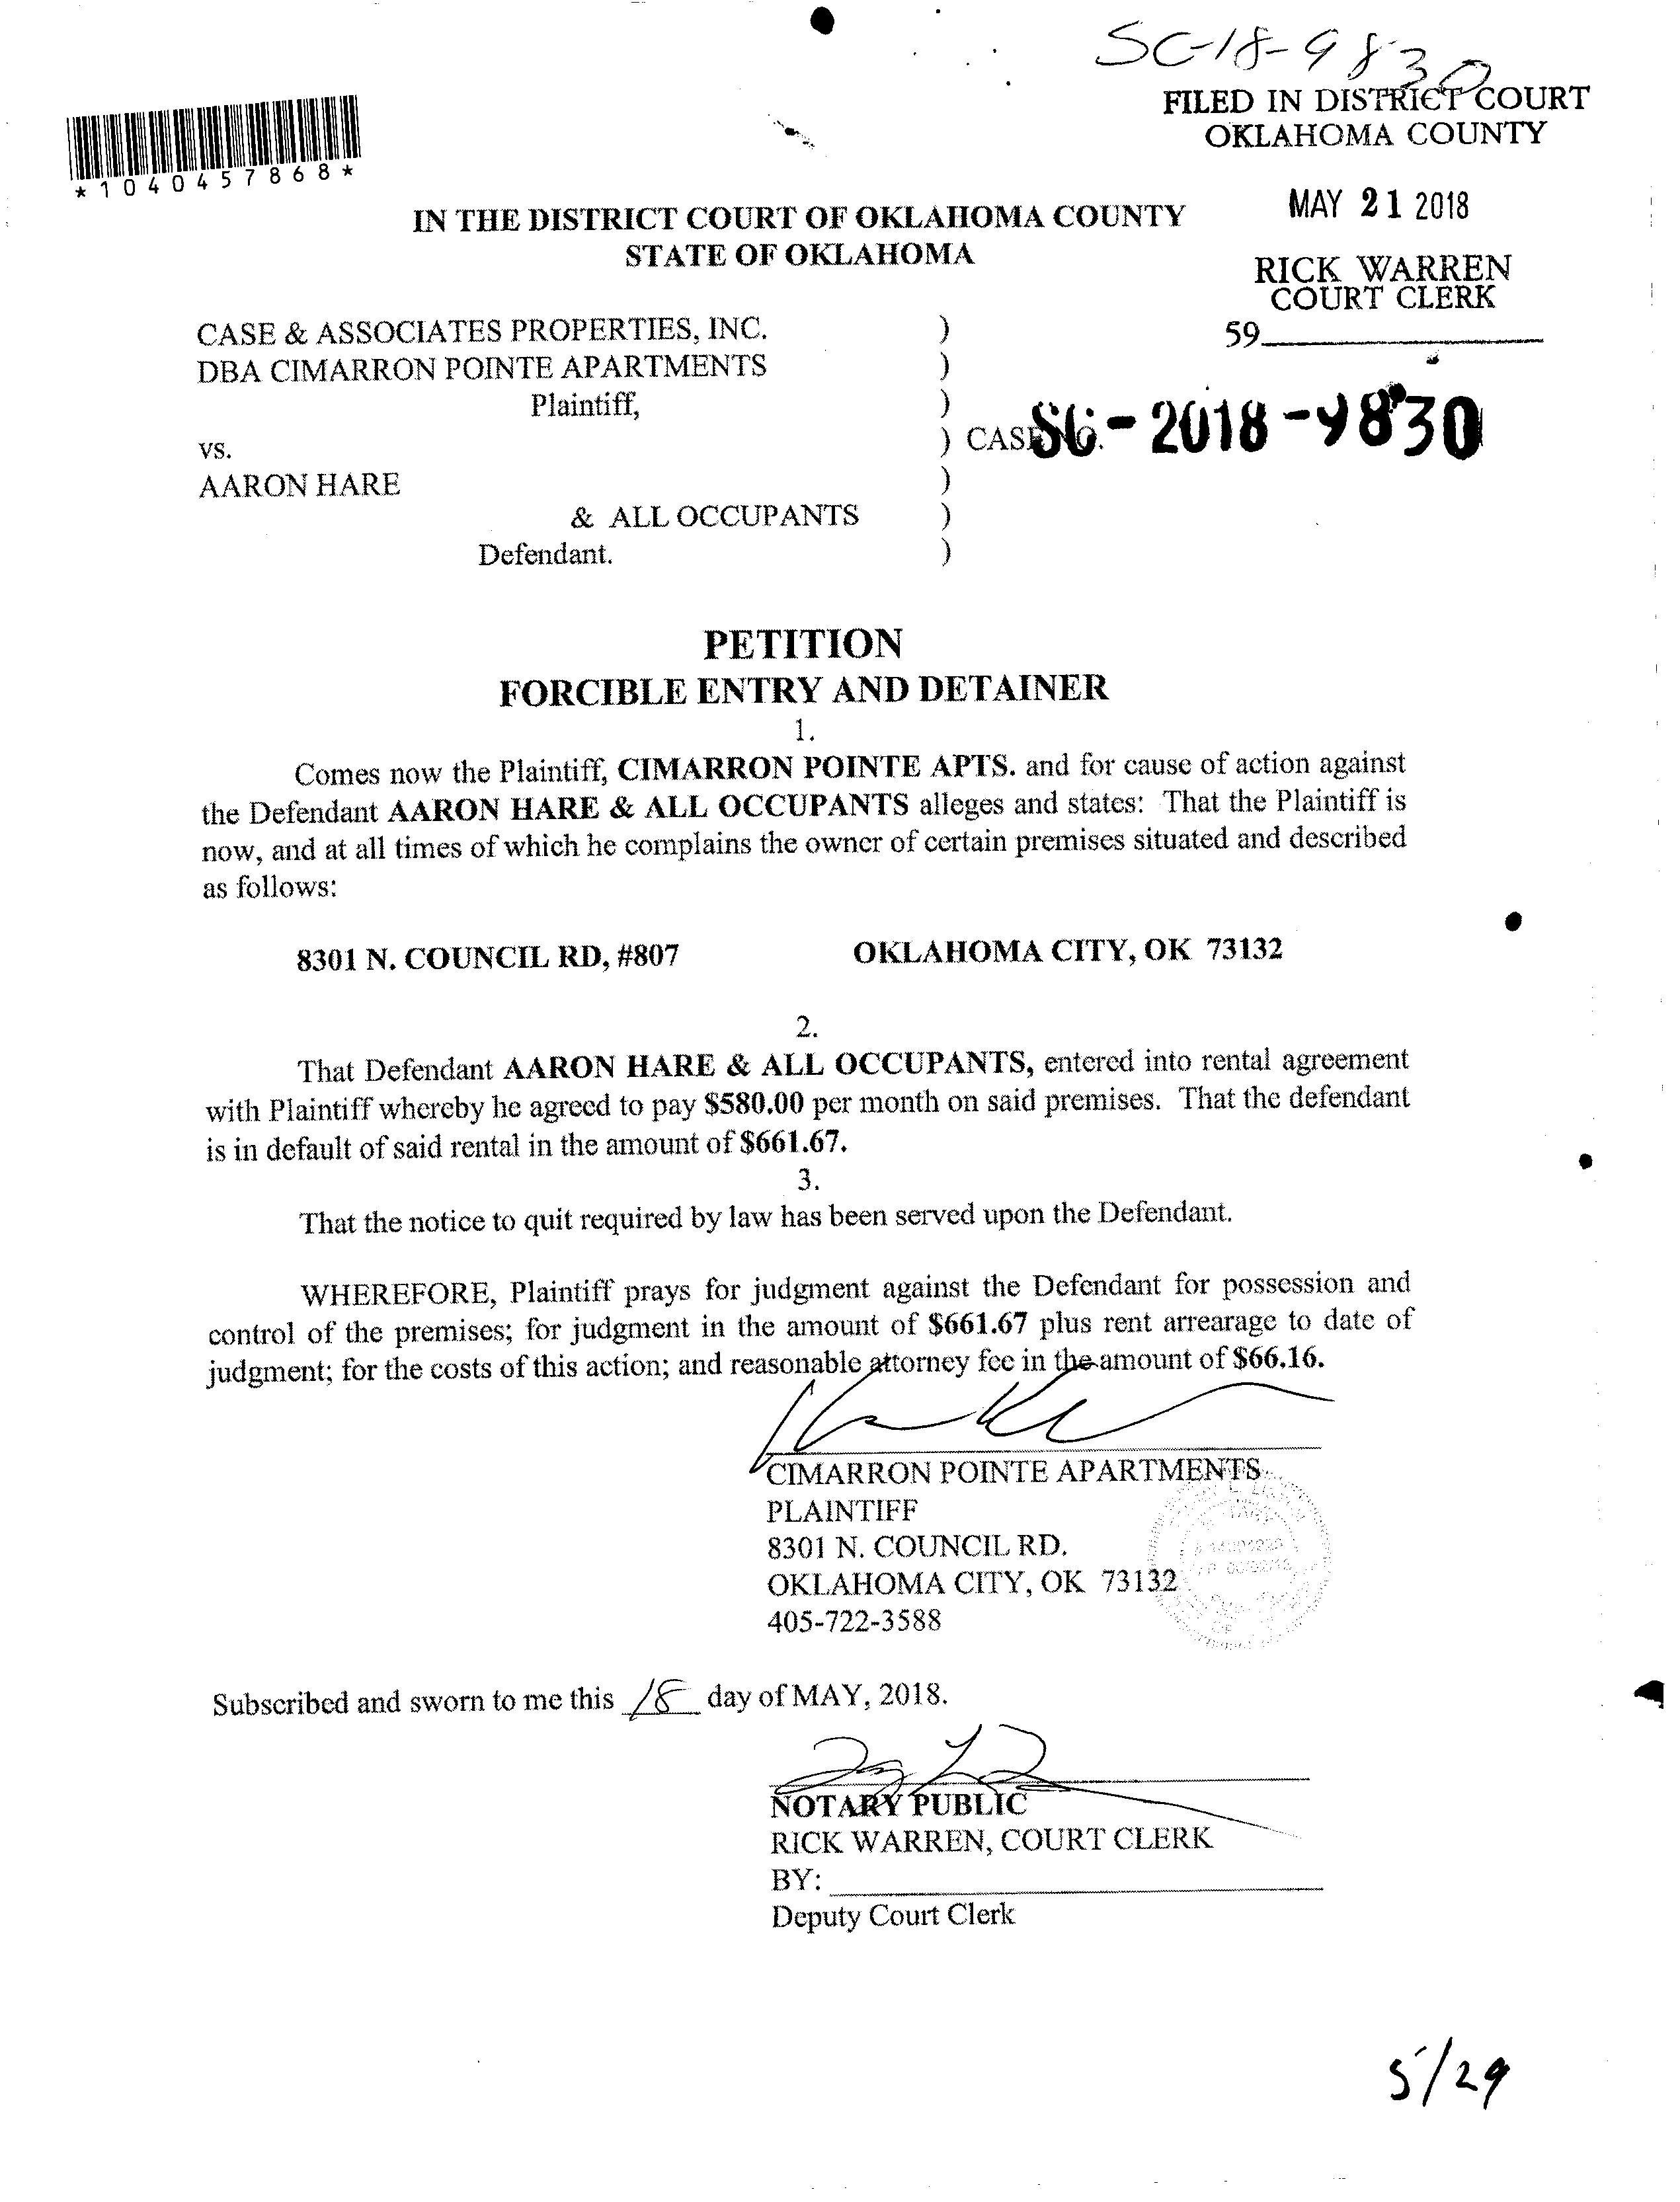 SC-18-9830
FILED IN DISTRICT COURT
OKLAHOMA COUNTY
*1040457868*
MAY 21 2018
IN THE DISTRICT COURT OF OKLAHOMA COUNTY
STATE OF OKLAHOMA
RICK WARREN
COURT CLERK
59
CASE & ASSOCIATES PROPERTIES, INC. )
DBA CIMARRON POINTE APARTMENTS )
Plaintiff, )
vs. ) CASE NO. SC-2018-9830
AARON HARE )
& ALL OCCUPANTS )
Defendant. )
PETITION
FORCIBLE ENTRY AND DETAINER
1.
Comes now the Plaintiff, CIMARRON POINTE APTS. and for cause of action against
the Defendant AARON HARE & ALL OCCUPANTS alleges and states: That the Plaintiff is
now, and at all times of which he complains the owner of certain premises situated and described
as follows:
8301 N. COUNCIL RD, #807 OKLAHOMA CITY, OK 73132
2.
That Defendant AARON HARE & ALL OCCUPANTS, entered into rental agreement
with Plaintiff whereby he agreed to pay $580.00 per month on said premises. That the defendant
is in default of said rental in the amount of $661.67.
3.
That the notice to quit required by law has been served upon the Defendant.
WHEREFORE, Plaintiff prays for judgment against the Defendant for possession and
control of the premises; for judgment in the amount of $661.67 plus rent arrearage to date of
judgment; for the costs of this action; and reasonable attorney fee in the amount of $66.16.
CIMARRON POINTE APARTMENTS
PLAINTIFF
8301 N. COUNCIL RD.
OKLAHOMA CITY, OK 73132
405-722-3588
Subscribed and sworn to me this 18 day of MAY, 2018.
NOTARY PUBLIC
RICK WARREN, COURT CLERK
BY:
Deputy Court Clerk
5/29